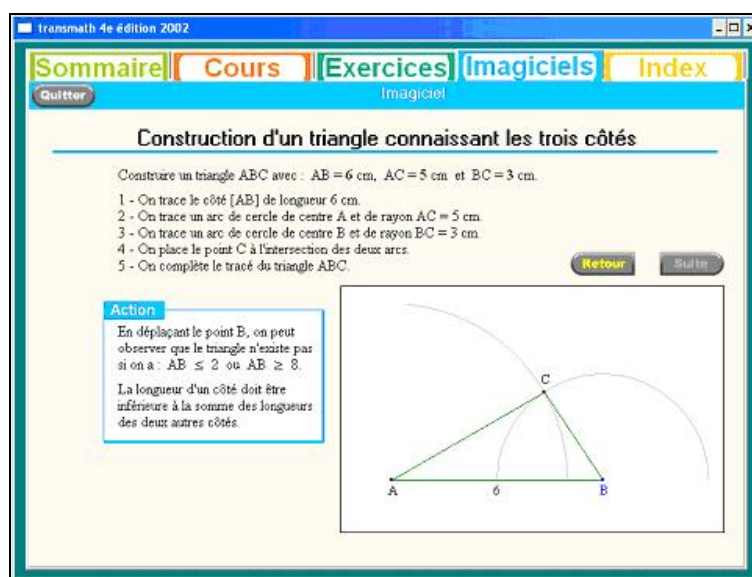 transmath 4e édition 2002
Sommaire Cours Exercices Imagiciels Index
Quitter Imagiciel
Construction d'un triangle connaissant les trois côtés
Construire un triangle ABC avec : AB = 6 cm, AC = 5 cm et BC = 3 cm.
1 - On trace le côté [AB] de longueur 6 cm.
2 - On trace un arc de cercle de centre A et de rayon AC = 5 cm.
3 - On trace un arc de cercle de centre B et de rayon BC = 3 cm.
4 - On place le point C à l'intersection des deux arcs.
5 - On complète le tracé du triangle ABC.
Retour Suite
Action
En déplaçant le point B, on peut
observer que le triangle n'existe pas
si on a : AB ≤ 2 ou AB ≥ 8.
La longueur d'un côté doit être
inférieure à la somme des longueurs
des deux autres côtés.
C
A 6 B